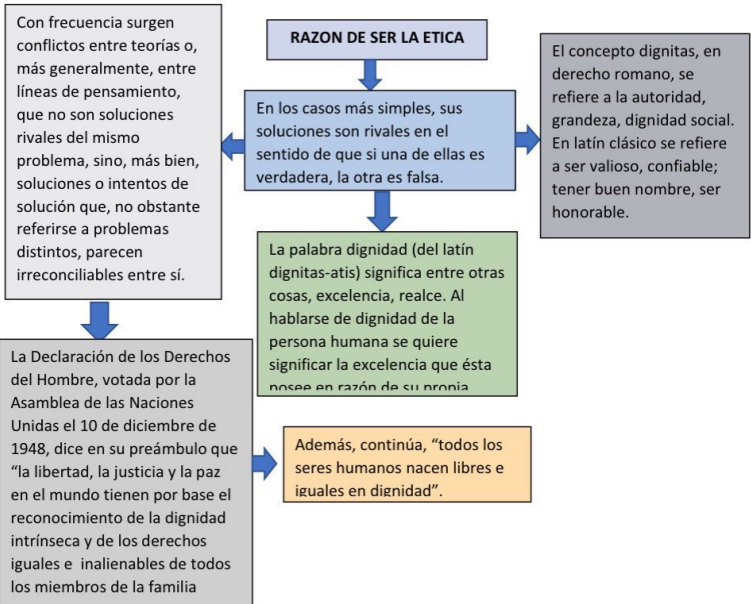 RAZON DE SER LA ETICA
En los casos más simples, sus
soluciones son rivales en el
sentido de que si una de ellas es
verdadera, la otra es falsa.
Con frecuencia surgen
conflictos entre teorías o,
más generalmente, entre
líneas de pensamiento,
que no son soluciones
rivales del mismo
problema, sino, más bien,
soluciones o intentos de
solución que, no obstante
referirse a problemas
distintos, parecen
irreconciliables entre sí.
El concepto dignitas, en
derecho romano, se
refiere a la autoridad,
grandeza, dignidad social.
En latín clásico se refiere
a ser valioso, confiable;
tener buen nombre, ser
honorable.
La palabra dignidad (del latín
dignitas-atis) significa entre otras
cosas, excelencia, realce. Al
hablarse de dignidad de la
persona humana se quiere
significar la excelencia que ésta
posee en razón de su propia
La Declaración de los Derechos
del Hombre, votada por la
Asamblea de las Naciones
Unidas el 10 de diciembre de
1948, dice en su preámbulo que
“la libertad, la justicia y la paz
en el mundo tienen por base el
reconocimiento de la dignidad
intrínseca y de los derechos
iguales e inalienables de todos
los miembros de la familia
Además, continúa, “todos los
seres humanos nacen libres e
iguales en dignidad”.